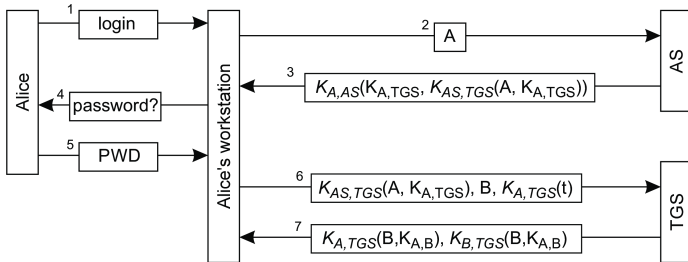 Alice
1
login
4
password?
5
PWD
Alice's workstation
2
A
3
K_{A,AS}(K_{A,TGS}, K_{AS,TGS}(A, K_{A,TGS}))
6
K_{AS,TGS}(A, K_{A,TGS}), B, K_{A,TGS}(t)
7
K_{A,TGS}(B,K_{A,B}), K_{B,TGS}(B,K_{A,B})
AS
TGS